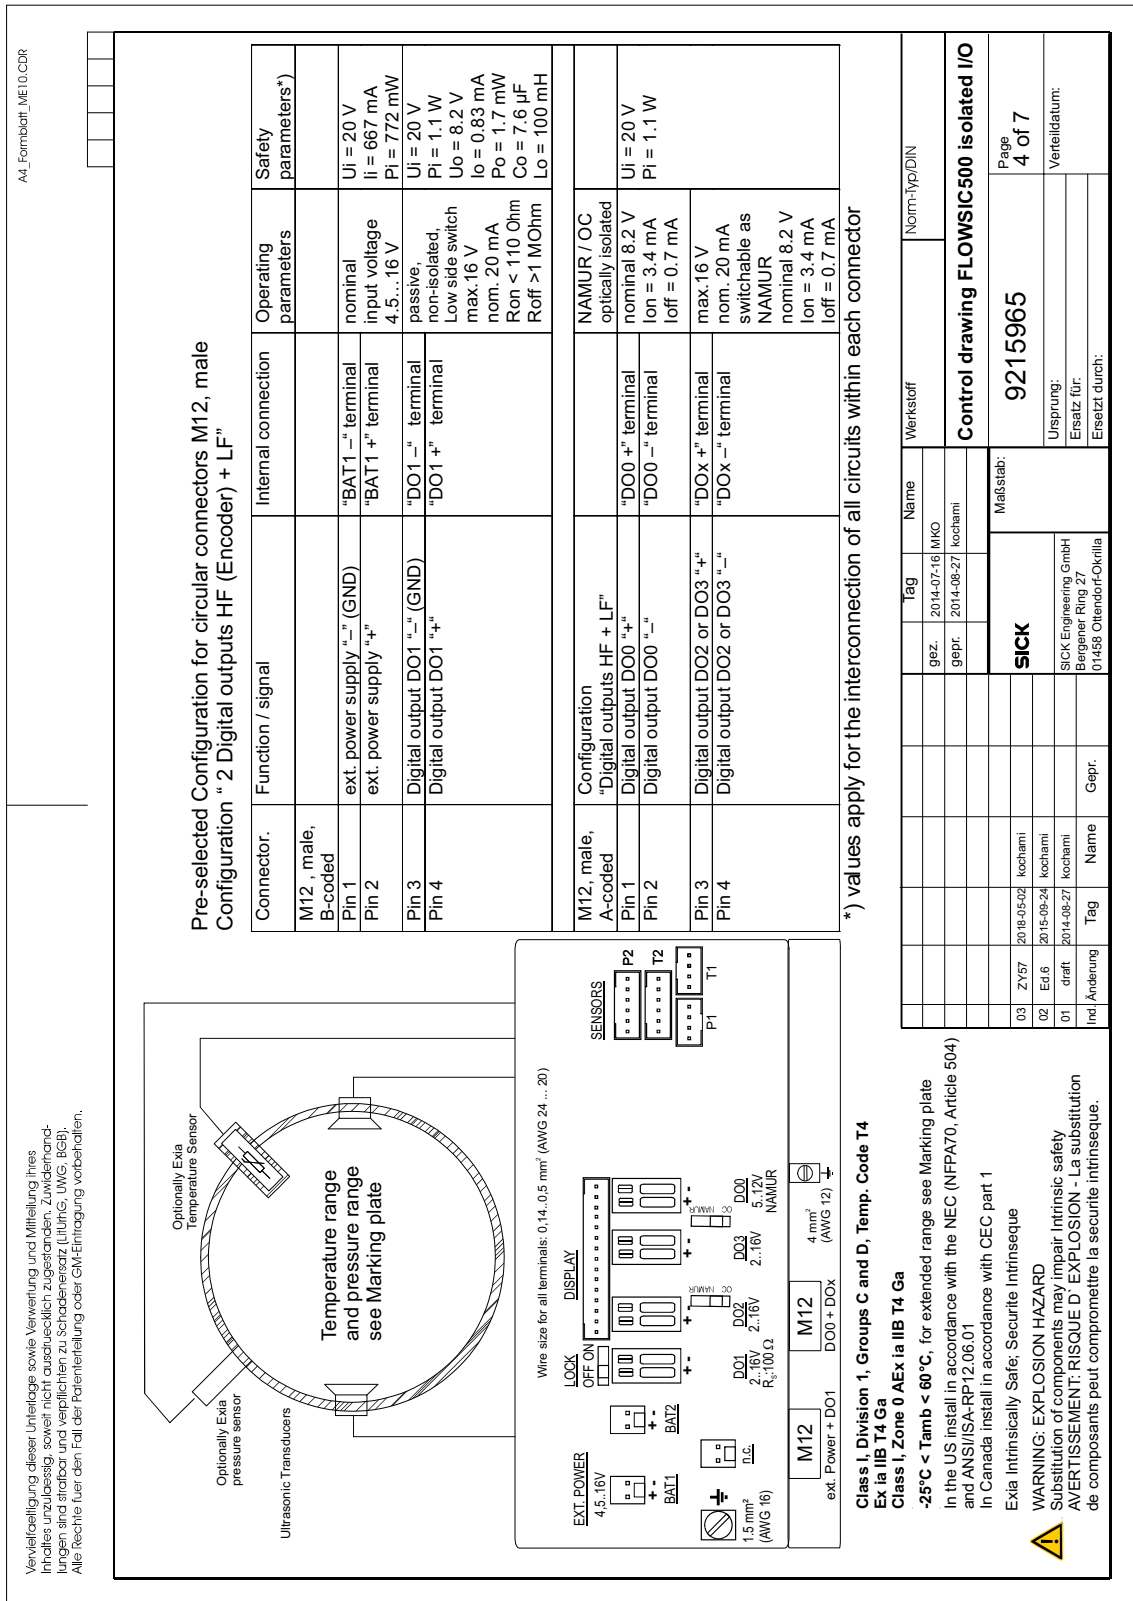 A4_Formblatt_ME10.CDR
Vervielfaeltigung dieser Unterlage sowie Verwertung und Mitteilung ihres
Inhaltes unzulaessig, soweit nicht ausdruecklich zugestanden. Zuwiderhand-
lungen sind strafbar und verpflichten zu Schadenersatz (LitUrhG, UWG, BGB).
Alle Rechte fuer den Fall der Patenterteilung oder GM-Eintragung vorbehalten.
Optionally Exia
Temperature Sensor
Optionally Exia
pressure sensor
Ultrasonic Transducers
Temperature range
and pressure range
see Marking plate
Wire size for all terminals: 0,14..0.5 mm² (AWG 24 ... 20)
EXT. POWER
4,5..16V
LOCK
OFF ON
DISPLAY
SENSORS
P2
T2
P1
T1
+ -
BAT1
+ -
BAT2
n.c.
1.5 mm²
(AWG 16)
+ -
DO1
2..16V
Rs:100 Ω
+ -
OC NAMUR
DO2
2..16V
+ -
DO3
2..16V
+ -
OC NAMUR
DO0
5..12V
NAMUR
M12
ext. Power + DO1
M12
DO0 + DOx
4 mm²
(AWG 12)
Class I, Division 1, Groups C and D, Temp. Code T4
Ex ia IIB T4 Ga
Class I, Zone 0 AEx ia IIB T4 Ga
-25°C < Tamb < 60°C, for extended range see Marking plate
In the US install in accordance with the NEC (NFPA70, Article 504)
and ANSI/ISA-RP12.06.01
In Canada install in accordance with CEC part 1
Exia Intrinsically Safe; Securite Intrinseque
WARNING: EXPLOSION HAZARD
Substitution of components may impair Intrinsic safety
AVERTISSEMENT: RISQUE D` EXPLOSION - La substitution
de composants peut compromettre la securite intrinseque.
Pre-selected Configuration for circular connectors M12, male
Configuration “ 2 Digital outputs HF (Encoder) + LF”
Connector. Function / signal Internal connection Operating parameters Safety parameters*)
M12 , male,
B-coded
Pin 1 ext. power supply “–” (GND) “BAT1 –“ terminal nominal Ui = 20 V
Pin 2 ext. power supply “+” “BAT1 +” terminal input voltage Ii = 667 mA
4.5... 16 V Pi = 772 mW
Pin 3 Digital output DO1 “–“ (GND) “DO1 –“ terminal passive, Ui = 20 V
Pin 4 Digital output DO1 “+“ “DO1 +” terminal non-isolated, Pi = 1.1 W
Low side switch Uo = 8.2 V
max.16 V Io = 0.83 mA
nom. 20 mA Po = 1.7 mW
Ron < 110 Ohm Co = 7.6 µF
Roff >1 MOhm Lo = 100 mH
M12, male, Configuration NAMUR / OC
A-coded “Digital outputs HF + LF” optically isolated
Pin 1 Digital output DO0 “+“ “DO0 +” terminal nominal 8.2 V Ui = 20 V
Pin 2 Digital output DO0 “–“ “DO0 –“ terminal Ion = 3.4 mA Pi = 1.1 W
Ioff = 0.7 mA
Pin 3 Digital output DO2 or DO3 “+“ “DOx +” terminal max.16 V
Pin 4 Digital output DO2 or DO3 “–“ “DOx –“ terminal nom. 20 mA
switchable as
NAMUR
nominal 8.2 V
Ion = 3.4 mA
Ioff = 0.7 mA
*) values apply for the interconnection of all circuits within each connector
Tag Name Werkstoff Norm-Typ/DIN
gez. 2014-07-16 MKO
gepr. 2014-08-27 kochami
Control drawing FLOWSIC500 isolated I/O
03 ZY57 2018-05-02 kochami
02 Ed.6 2015-09-24 kochami
01 draft 2014-08-27 kochami
Ind. Änderung Tag Name Gepr.
SICK
SICK Engineering GmbH
Bergener Ring 27
01458 Ottendorf-Okrilla
Maßstab:
9215965
Page
4 of 7
Ursprung:
Ersatz für:
Ersetzt durch:
Verteildatum: